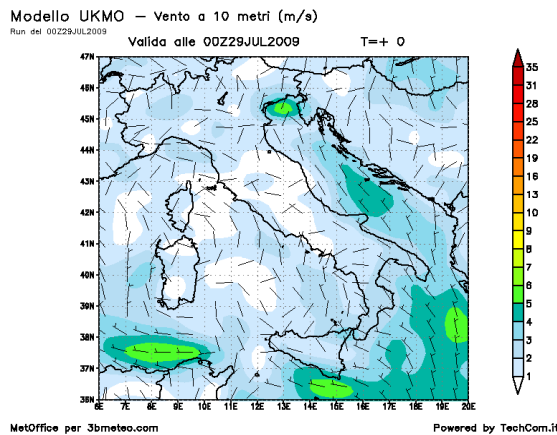 Modello UKMO — Vento a 10 metri (m/s)
Run del 00Z29JUL2009
Valida alle 00Z29JUL2009 T=+ 0
47N
46N
45N
44N
43N
42N
41N
40N
39N
38N
37N
36N
6E 7E 8E 9E 10E 11E 12E 13E 14E 15E 16E 17E 18E 19E 20E
35
31
28
25
22
19
16
13
10
9
8
7
6
5
4
3
2
1
MetOffice per 3bmeteo.com Powered by TechCom.it